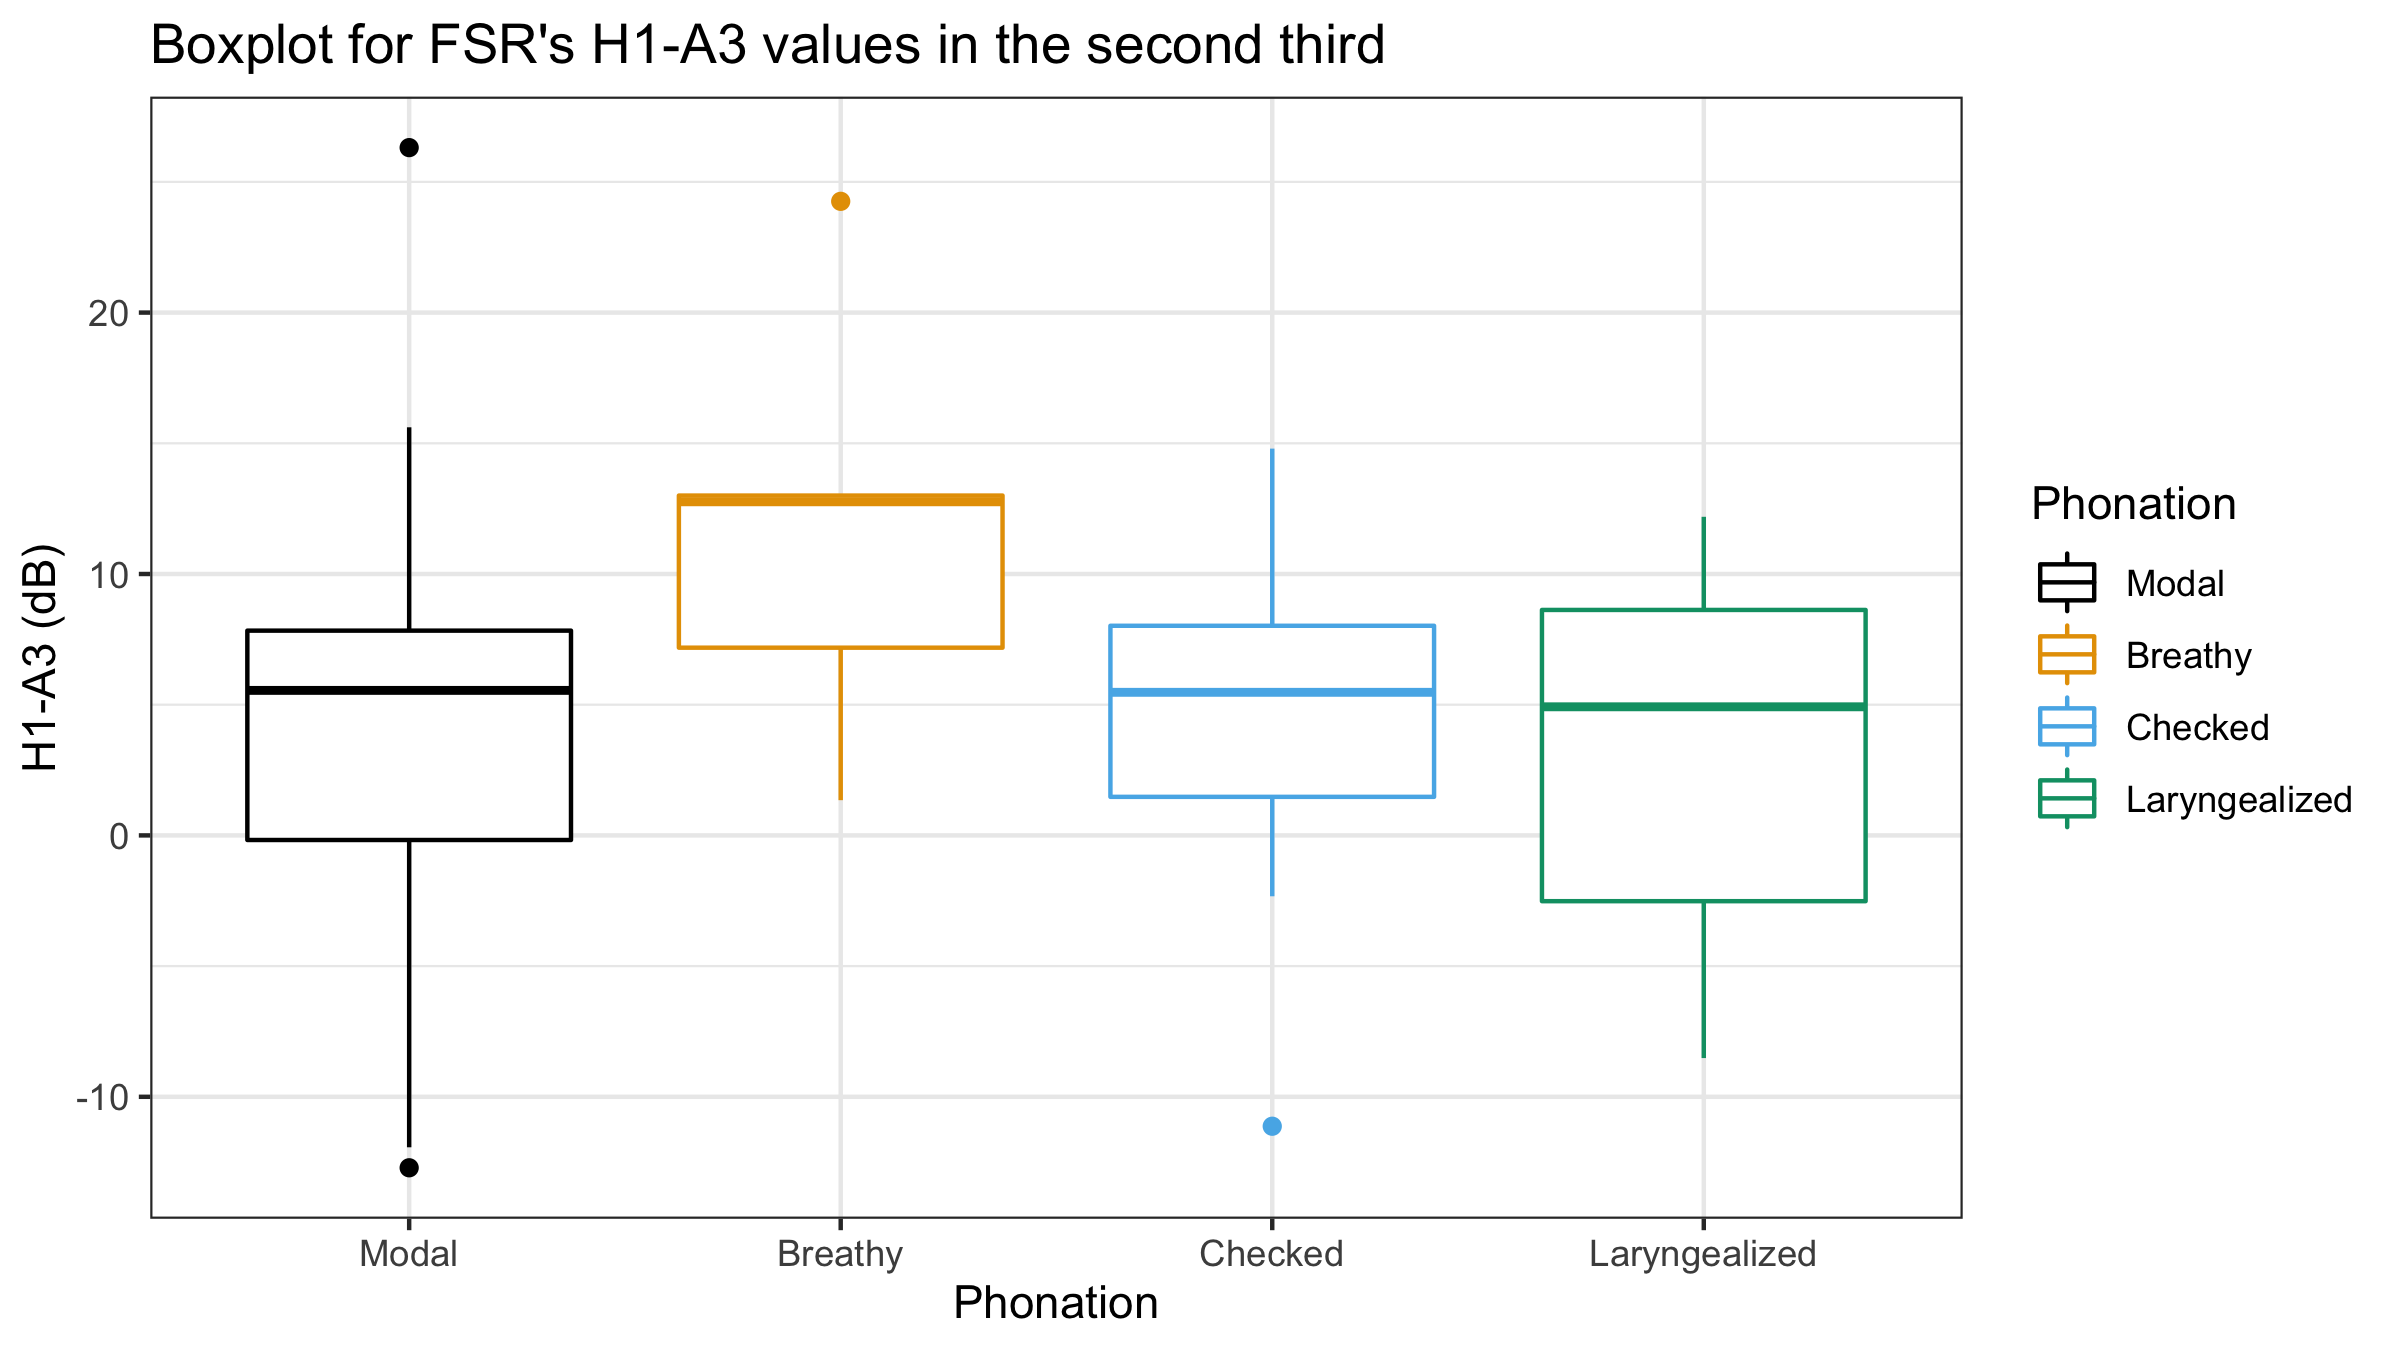 Boxplot for FSR's H1-A3 values in the second third
H1-A3 (dB)
20
10
0
-10
Modal
Breathy
Checked
Laryngealized
Phonation
Phonation
Modal
Breathy
Checked
Laryngealized